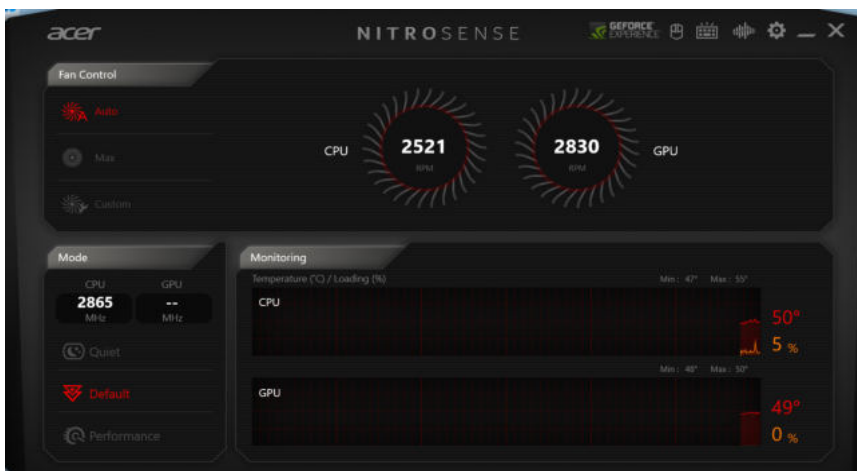 acer
NITROSENSE
GEFORCE
EXPERIENCE
Fan Control
Auto
Max
Custom
CPU
2521
RPM
2830
RPM
GPU
Mode
CPU
GPU
2865
--
MHz
MHz
Quiet
Default
Performance
Monitoring
Temperature (°C) / Loading (%)
Min : 47° Max : 55°
CPU
50°
5 %
Min : 48° Max : 50°
GPU
49°
0 %